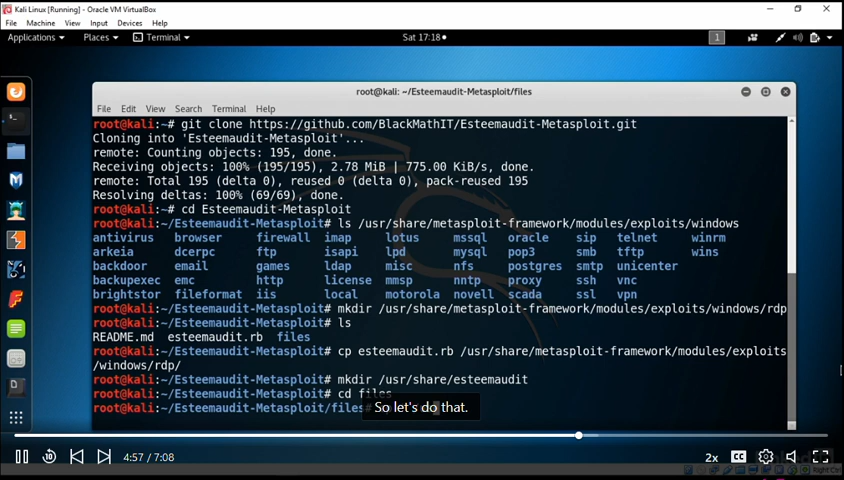 Kali Linux [Running] - Oracle VM VirtualBox
File Machine View Input Devices Help
Applications Places Terminal Sat 17:18 1
root@kali: ~/Esteemaudit-Metasploit/files
File Edit View Search Terminal Help
root@kali:~# git clone https://github.com/BlackMathIT/Esteemaudit-Metasploit.git
Cloning into 'Esteemaudit-Metasploit'...
remote: Counting objects: 195, done.
Receiving objects: 100% (195/195), 2.78 MiB | 775.00 KiB/s, done.
remote: Total 195 (delta 0), reused 0 (delta 0), pack-reused 195
Resolving deltas: 100% (69/69), done.
root@kali:~# cd Esteemaudit-Metasploit
root@kali:~/Esteemaudit-Metasploit# ls /usr/share/metasploit-framework/modules/exploits/windows
antivirus browser firewall imap lotus mssql oracle sip telnet winrm
arkeia dcerpc ftp isapi lpd mysql pop3 smb tftp wins
backdoor email games ldap misc nfs postgres smtp unicenter
backupexec emc http license mmsp nntp proxy ssh vnc
brightstor fileformat iis local motorola novell scada ssl vpn
root@kali:~/Esteemaudit-Metasploit# mkdir /usr/share/metasploit-framework/modules/exploits/windows/rdp
root@kali:~/Esteemaudit-Metasploit# ls
README.md esteemaudit.rb files
root@kali:~/Esteemaudit-Metasploit# cp esteemaudit.rb /usr/share/metasploit-framework/modules/exploits
/windows/rdp/
root@kali:~/Esteemaudit-Metasploit# mkdir /usr/share/esteemaudit
root@kali:~/Esteemaudit-Metasploit# cd files
root@kali:~/Esteemaudit-Metasploit/files#
So let's do that.
4:57 / 7:08 2x CC
Right Ctrl